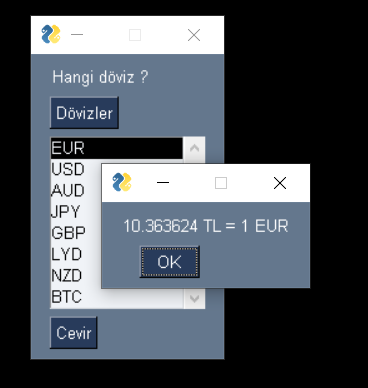 Hangi döviz ?
Dövizler
EUR
USD
AUD
JPY
GBP
LYD
NZD
BTC
Cevir
10.363624 TL = 1 EUR
OK